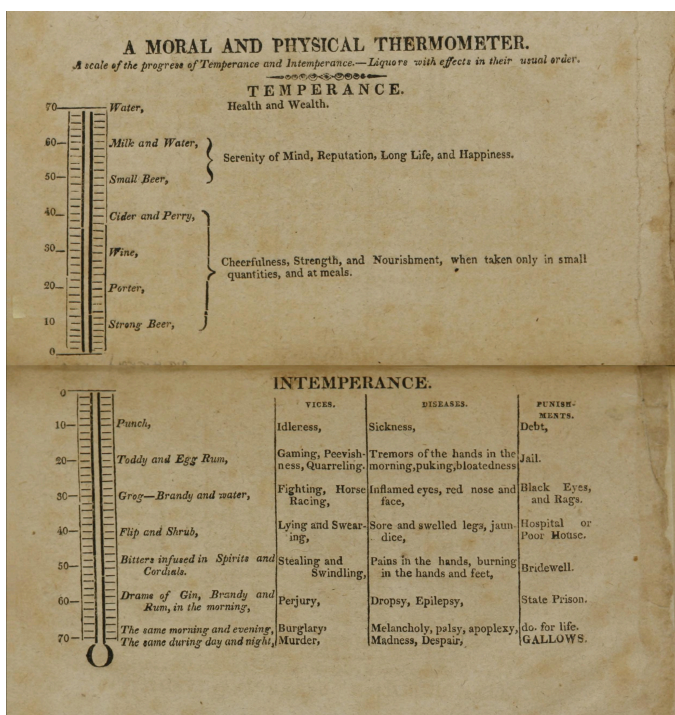 A MORAL AND PHYSICAL THERMOMETER.
A scale of the progress of Temperance and Intemperance.—Liquors with effects in their usual order.
TEMPERANCE.
70 Water, Health and Wealth.
60 Milk and Water,
Serenity of Mind, Reputation, Long Life, and Happiness.
50 Small Beer,
40 Cider and Perry,
30 Wine,
Cheerfulness, Strength, and Nourishment, when taken only in small
quantities, and at meals.
20 Porter,
10 Strong Beer,
0
INTEMPERANCE.
0
VICES. DISEASES. PUNISH-
MENTS.
10 Punch, Idleness, Sickness, Debt,
Gaming, Peevish- Tremors of the hands in the
20 Toddy and Egg Rum, ness, Quarreling. morning,puking,bloatedness Jail.
30 Grog—Brandy and water, Fighting, Horse Inflamed eyes, red nose and Black Eyes,
Racing, face, and Rags.
40 Flip and Shrub, Lying and Swear- Sore and swelled legs, jaun- Hospital or
ing, dice, Poor House.
Bitters infused in Spirits and Stealing and Pains in the hands, burning
50 Cordials. Swindling, in the hands and feet, Bridewell.
Drams of Gin, Brandy and
60 Rum, in the morning, Perjury, Dropsy, Epilepsy, State Prison.
The same morning and evening, Burglary, Melancholy, palsy, apoplexy, do. for life.
70 The same during day and night, Murder, Madness, Despair, GALLOWS.